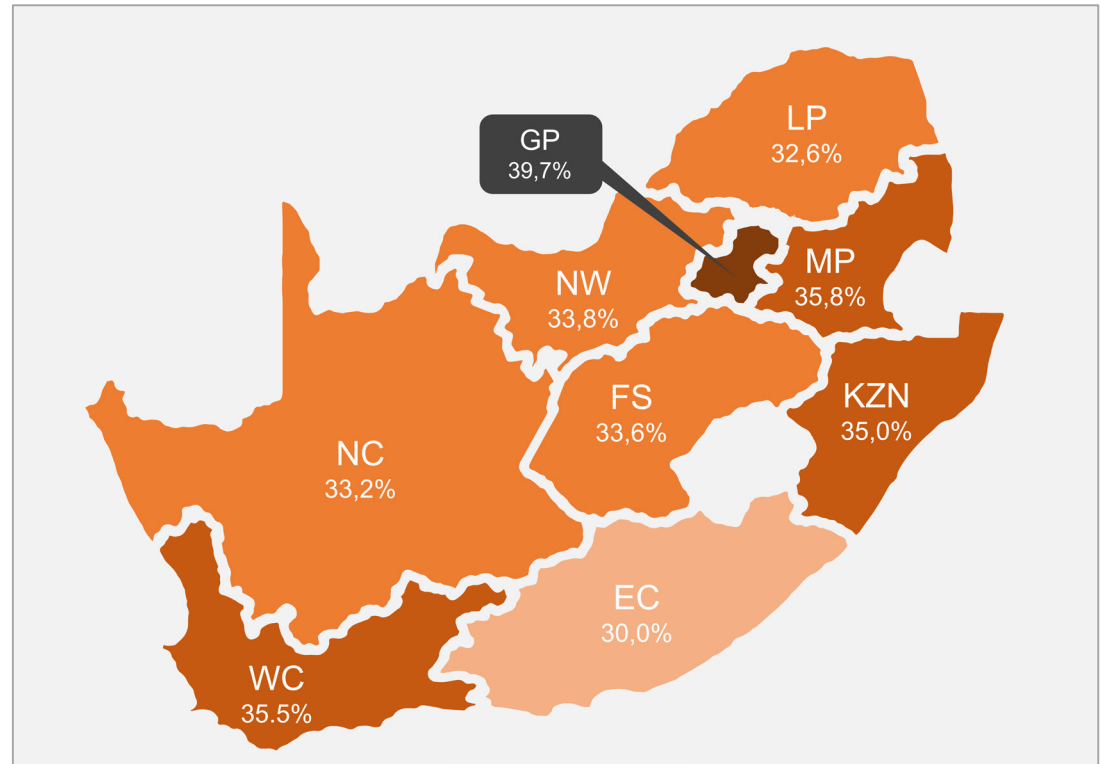 LP
32,6%
GP
39,7%
MP
35,8%
NW
33,8%
FS
33,6%
KZN
35,0%
NC
33,2%
EC
30,0%
WC
35.5%